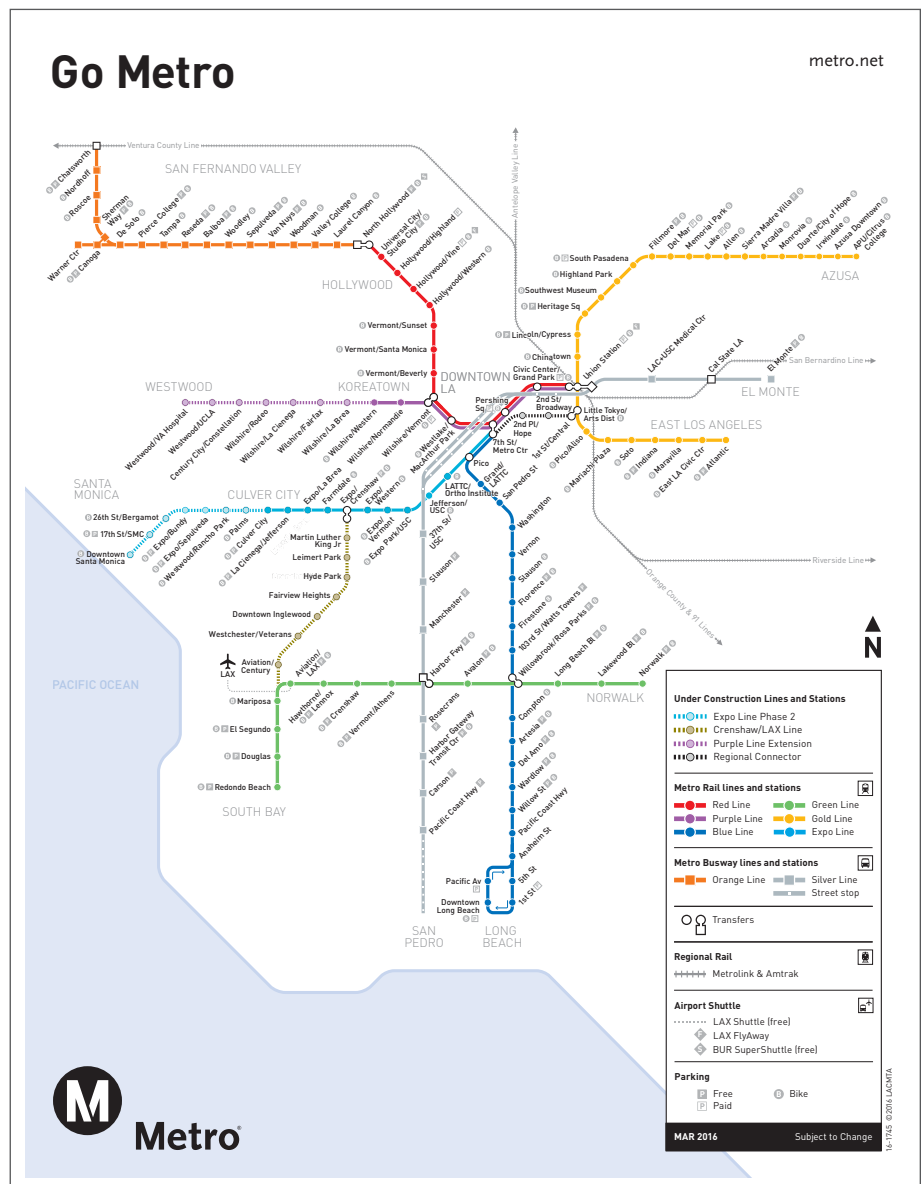 Go Metro
metro.net
Ventura County Line
Antelope Valley Line
SAN FERNANDO VALLEY
Chatsworth
Nordhoff
Roscoe
Sherman
Way
Warner Ctr
Canoga
De Soto
Pierce College
Tampa
Reseda
Balboa
Woodley
Sepulveda
Van Nuys
Woodman
Valley College
Laurel Canyon
North Hollywood
Universal City/
Studio City
Hollywood/Highland
Hollywood/Vine
Hollywood/Western
HOLLYWOOD
Vermont/Sunset
Vermont/Santa Monica
Vermont/Beverly
Fillmore
Del Mar
Memorial Park
Lake
Allen
Sierra Madre Villa
Arcadia
Monrovia
Duarte/City of Hope
Irwindale
Azusa Downtown
APU/Citrus
College
AZUSA
South Pasadena
Highland Park
Southwest Museum
Heritage Sq
Lincoln/Cypress
Chinatown
Union Station
Civic Center/
Grand Park
DOWNTOWN
LA
Pershing
Sq
2nd St/
Broadway
2nd Pl/
Hope
7th St/
Metro Ctr
1st St/Central
Little Tokyo/
Arts Dist
LAC+USC Medical Ctr
Cal State LA
El Monte
San Bernardino Line
EL MONTE
EAST LOS ANGELES
Pico/Aliso
Mariachi Plaza
Soto
Indiana
Maravilla
East LA Civic Ctr
Atlantic
WESTWOOD
KOREATOWN
Westwood/VA Hospital
Westwood/UCLA
Century City/Constellation
Wilshire/Rodeo
Wilshire/La Cienega
Wilshire/Fairfax
Wilshire/La Brea
Wilshire/Western
Wilshire/Normandie
Wilshire/Vermont
Westlake/
MacArthur Park
Pico
Grand/
LATTC
San Pedro St
Washington
Vernon
Slauson
Florence
Firestone
103rd St/Watts Towers
Willowbrook/Rosa Parks
SANTA
MONICA
CULVER CITY
26th St/Bergamot
17th St/SMC
Downtown
Santa Monica
Expo/Bundy
Expo/Sepulveda
Westwood/Rancho Park
Palms
Culver City
La Cienega/Jefferson
Expo/La Brea
Farmdale
Expo/
Crenshaw
Expo/
Western
Expo/
Vermont
Expo Park/USC
Jefferson/
USC
LATTC/
Ortho Institute
37th St/
USC
Slauson
Manchester
Harbor Fwy
Martin Luther
King Jr
Leimert Park
Hyde Park
Fairview Heights
Downtown Inglewood
Westchester/Veterans
Aviation/
Century
LAX
Aviation/
LAX
Mariposa
El Segundo
Douglas
Redondo Beach
SOUTH BAY
Hawthorne/
Lennox
Crenshaw
Vermont/Athens
Avalon
Long Beach Bl
Lakewood Bl
Norwalk
NORWALK
Riverside Line
Orange County & 91 Lines
Rosecrans
Harbor Gateway
Transit Ctr
Carson
Pacific Coast Hwy
SAN
PEDRO
Compton
Artesia
Del Amo
Wardlow
Willow St
Pacific Coast Hwy
Anaheim St
5th St
1st St
Pacific Av
Downtown
Long Beach
LONG
BEACH
PACIFIC OCEAN
N
Under Construction Lines and Stations
Expo Line Phase 2
Crenshaw/LAX Line
Purple Line Extension
Regional Connector
Metro Rail lines and stations
Red Line
Green Line
Purple Line
Gold Line
Blue Line
Expo Line
Metro Busway lines and stations
Orange Line
Silver Line
Street stop
Transfers
Regional Rail
Metrolink & Amtrak
Airport Shuttle
LAX Shuttle (free)
F LAX FlyAway
S BUR SuperShuttle (free)
Parking
P Free
B Bike
P Paid
MAR 2016
Subject to Change
16-1745 ©2016 LACMTA
M
Metro